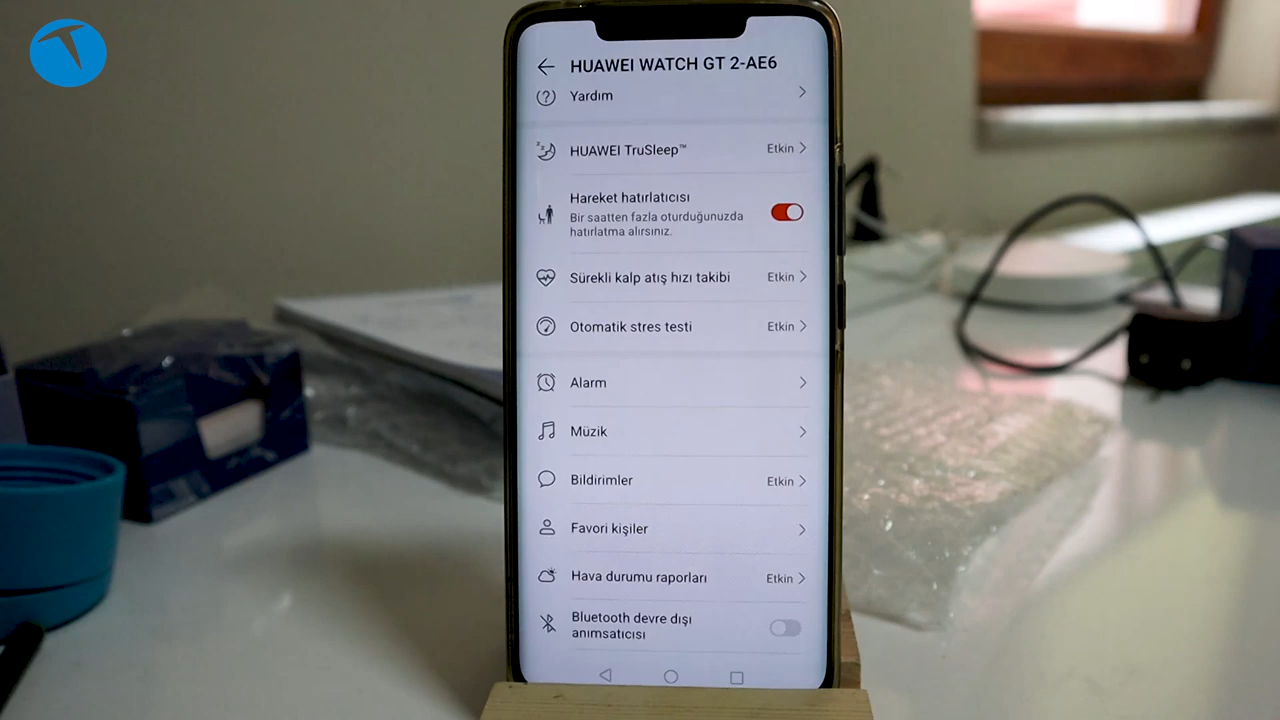 HUAWEI WATCH GT 2-AE6
Yardım
HUAWEI TruSleep™ Etkin
Hareket hatırlatıcısı
Bir saatten fazla oturduğunuzda
hatırlatma alırsınız.
Sürekli kalp atış hızı takibi Etkin
Otomatik stres testi Etkin
Alarm
Müzik
Bildirimler Etkin
Favori kişiler
Hava durumu raporları Etkin
Bluetooth devre dışı
anımsatıcısı